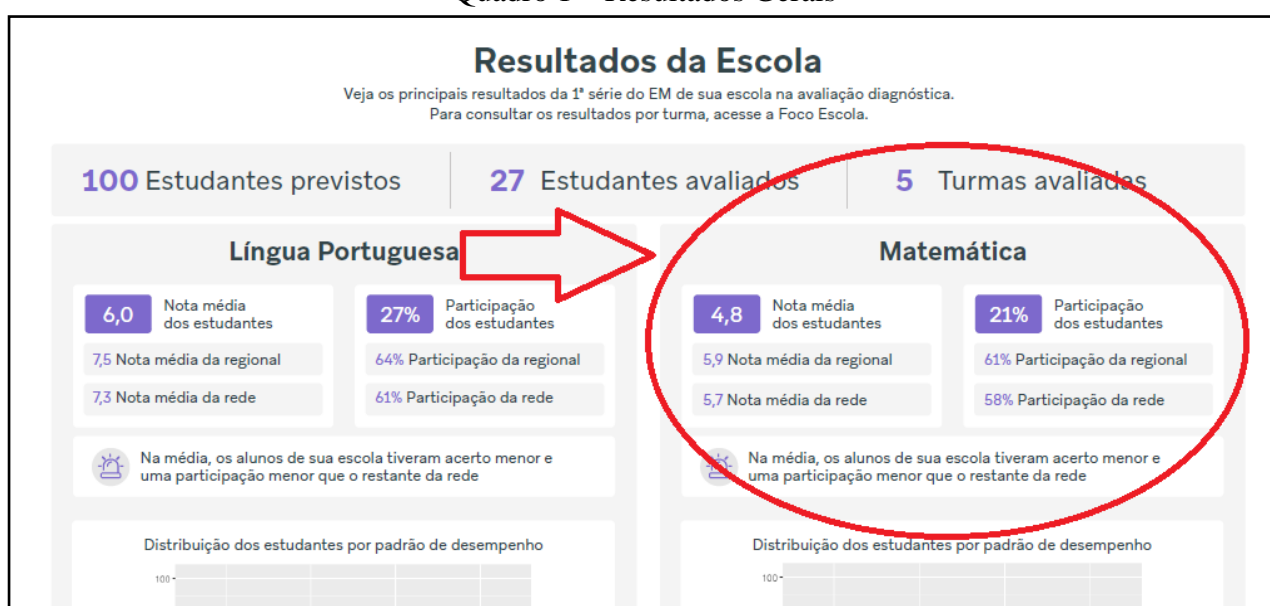 Quadro 1 – Resultados Gerais
Resultados da Escola
Veja os principais resultados da 1ª série do EM de sua escola na avaliação diagnóstica.
Para consultar os resultados por turma, acesse a Foco Escola.
100 Estudantes previstos
27 Estudantes avaliados
5 Turmas avaliadas
Língua Portuguesa
6,0 Nota média
dos estudantes
27% Participação
dos estudantes
7,5 Nota média da regional
64% Participação da regional
7,3 Nota média da rede
61% Participação da rede
Na média, os alunos de sua escola tiveram acerto menor e
uma participação menor que o restante da rede
Distribuição dos estudantes por padrão de desempenho
100
Matemática
4,8 Nota média
dos estudantes
21% Participação
dos estudantes
5,9 Nota média da regional
61% Participação da regional
5,7 Nota média da rede
58% Participação da rede
Na média, os alunos de sua escola tiveram acerto menor e
uma participação menor que o restante da rede
Distribuição dos estudantes por padrão de desempenho
100